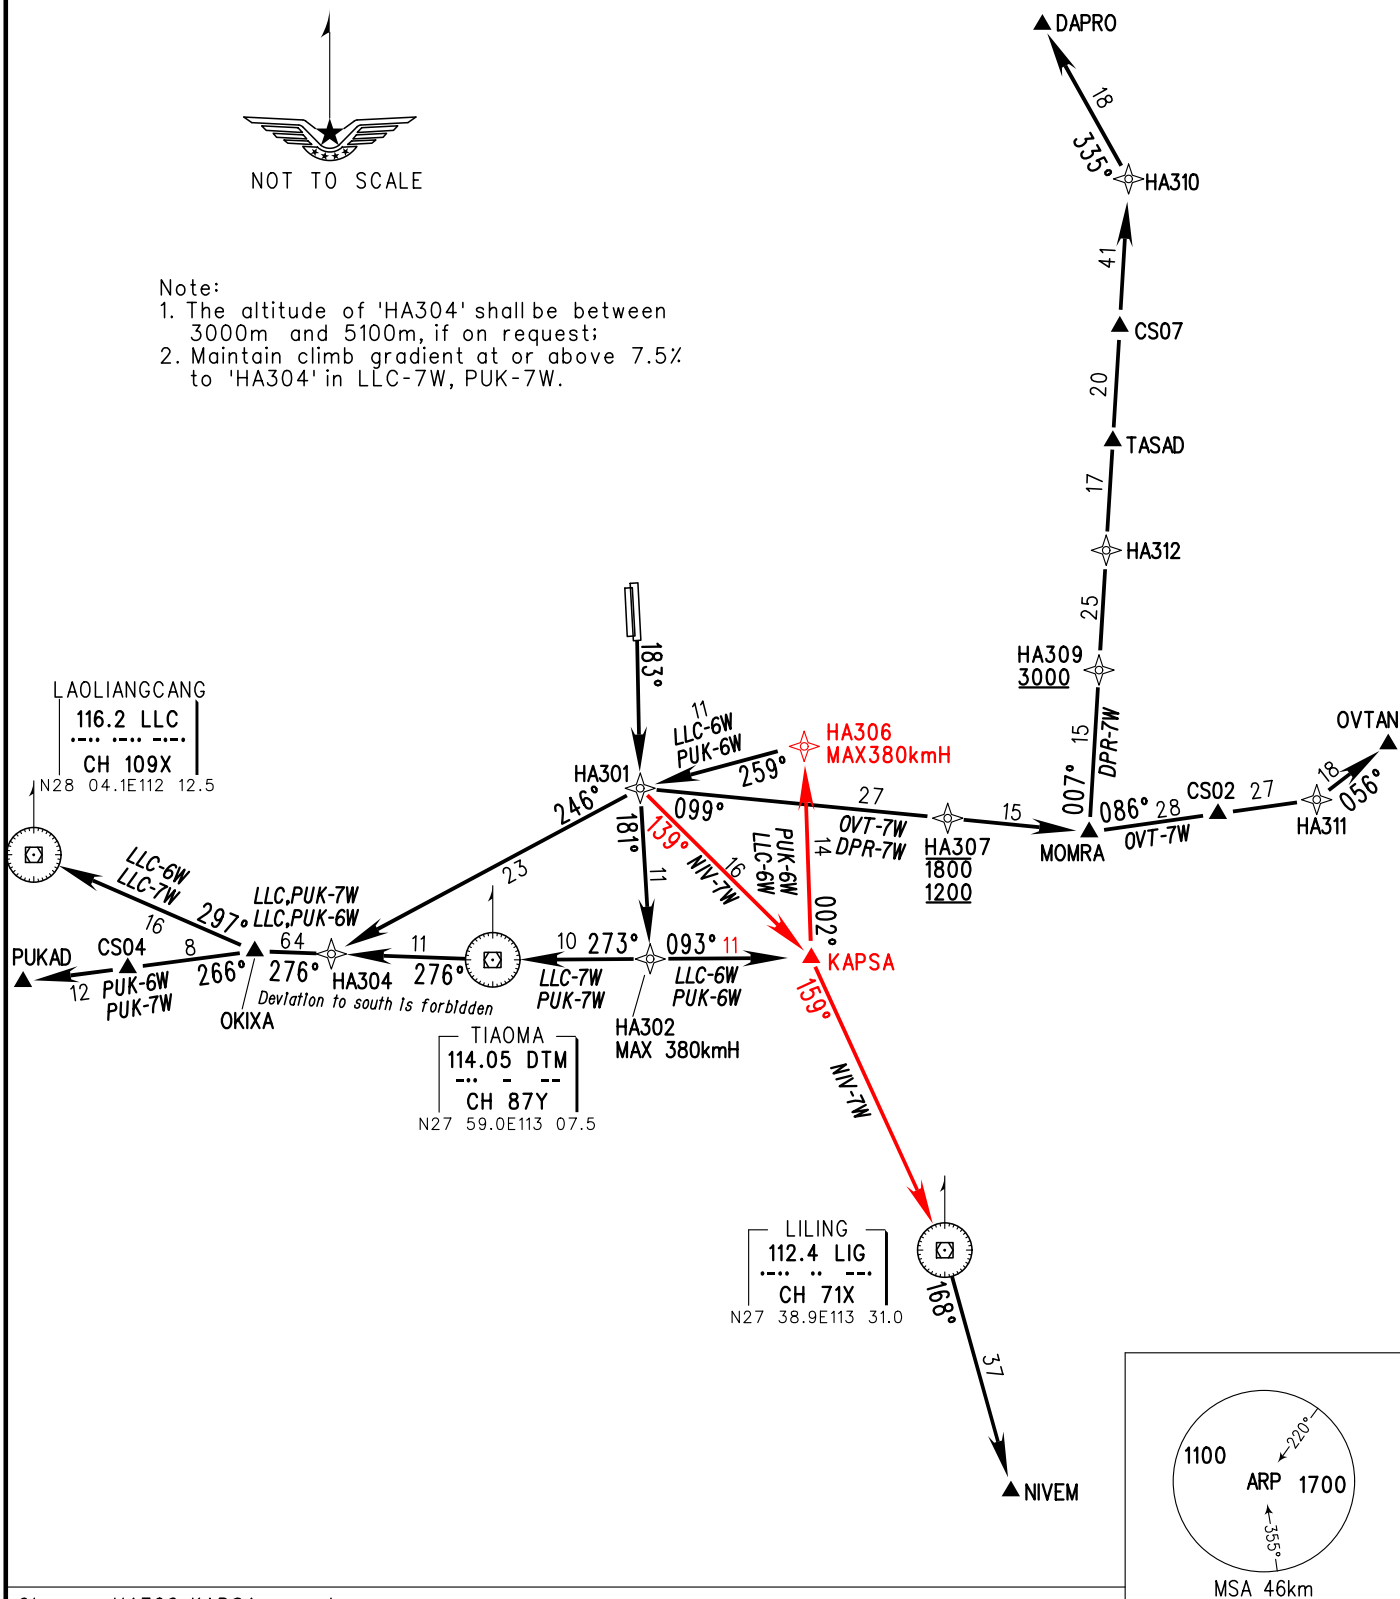 DAPRO
18
335°
HA310
NOT TO SCALE
41
Note:
1. The altitude of 'HA304' shall be between
3000m and 5100m, if on request;
2. Maintain climb gradient at or above 7.5%
to 'HA304' in LLC-7W, PUK-7W.
CS07
20
TASAD
17
HA312
25
HA309
3000
183°
LAOLIANGCANG
116.2 LLC
CH 109X
N28 04.1E112 12.5
11
LLC-6W
PUK-6W
259°
HA306
MAX380kmH
15
DPR-7W
007°
OVTAN
18
056°
HA301
246°
181°
099°
139°
27
OVT-7W
DPR-7W
HA307
1800
1200
15
MOMRA
086°
28
OVT-7W
CS02
27
HA311
23
11
16
NIV-7W
14
PUK-6W
LLC-6W
002°
LLC-6W
LLC-7W
16
297°
LLC,PUK-7W
LLC,PUK-6W
64
276°
HA304
11
276°
10
273°
LLC-7W
PUK-7W
093°
11
LLC-6W
PUK-6W
KAPSA
159°
PUKAD
CS04
8
12
PUK-6W
PUK-7W
266°
OKIXA
Deviation to south is forbidden
HA302
MAX 380kmH
TIAOMA
114.05 DTM
CH 87Y
N27 59.0E113 07.5
NIV-7W
LILING
112.4 LIG
CH 71X
N27 38.9E113 31.0
168°
37
NIVEM
220°
1100
ARP
1700
355°
MSA 46km